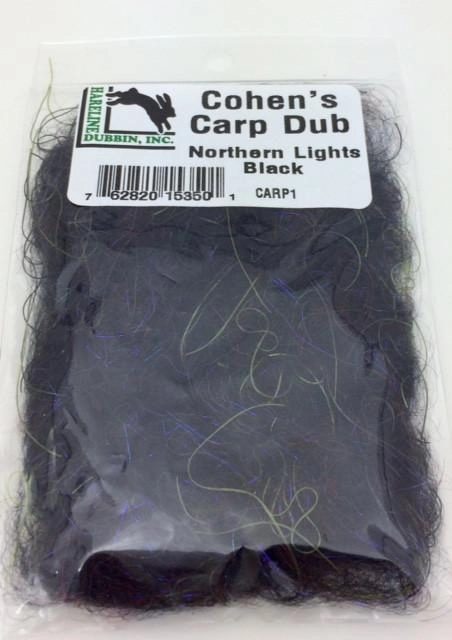 HARELINE
DUBBIN, INC.
Cohen's
Carp Dub
Northern Lights
Black
7 62820 15350 1
CARP1